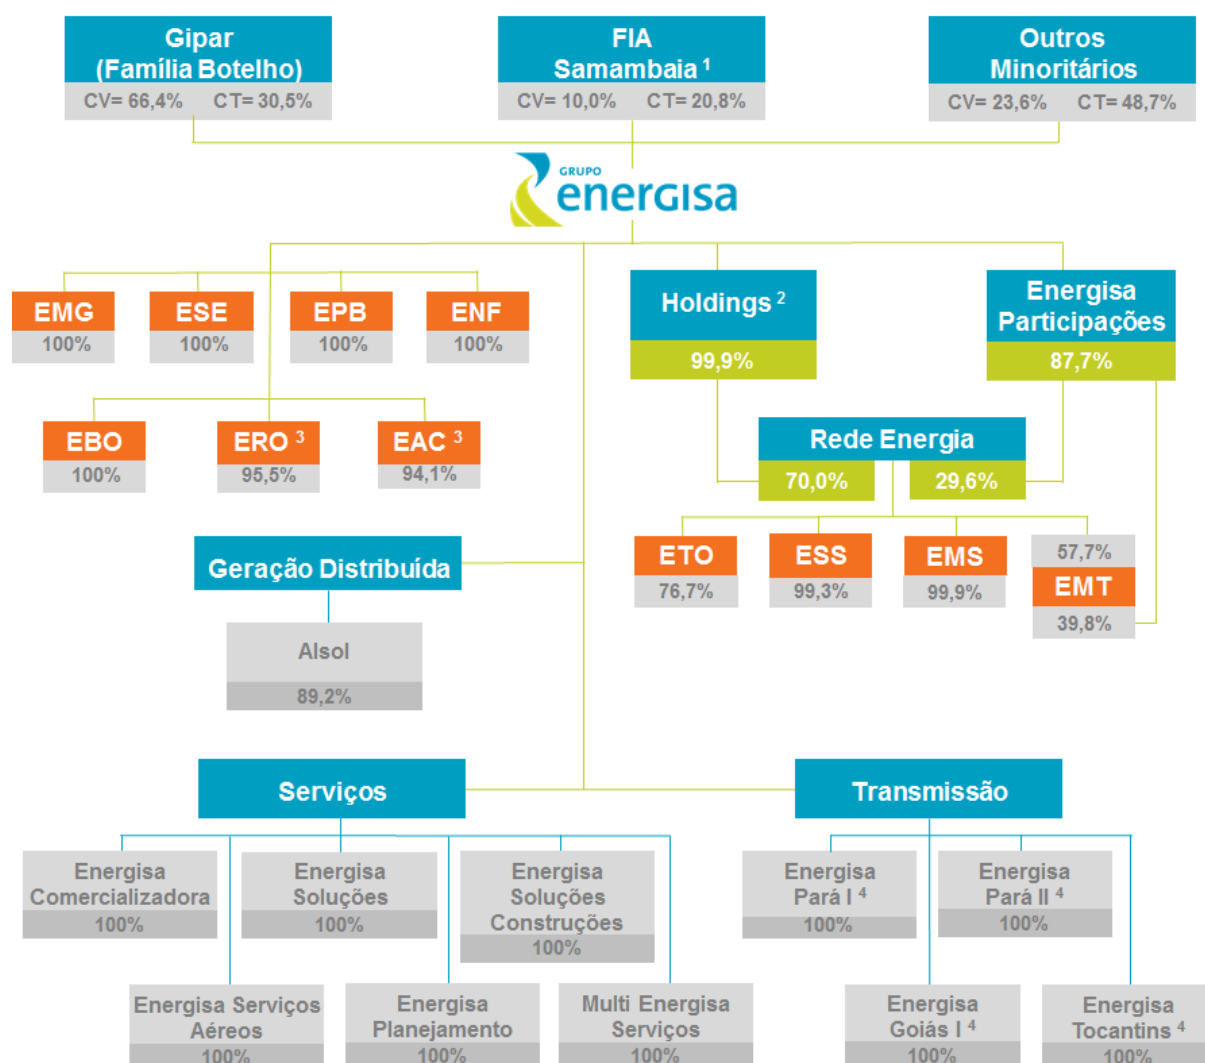 Gipar
(Família Botelho)
CV= 66,4% CT= 30,5%
FIA
Samambaia ¹
CV= 10,0% CT= 20,8%
Outros
Minoritários
CV= 23,6% CT= 48,7%
GRUPO
energisa
EMG
100%
ESE
100%
EPB
100%
ENF
100%
Holdings ²
99,9%
Energisa
Participações
87,7%
EBO
100%
ERO ³
95,5%
EAC ³
94,1%
Rede Energia
70,0%
29,6%
ETO
76,7%
ESS
99,3%
EMS
99,9%
57,7%
EMT
39,8%
Geração Distribuída
Alsol
89,2%
Serviços
Transmissão
Energisa
Comercializadora
100%
Energisa
Soluções
100%
Energisa
Soluções
Construções
100%
Energisa
Pará I ⁴
100%
Energisa
Pará II ⁴
100%
Energisa Serviços
Aéreos
100%
Energisa
Planejamento
100%
Multi Energisa
Serviços
100%
Energisa
Goiás I ⁴
100%
Energisa
Tocantins ⁴
100%